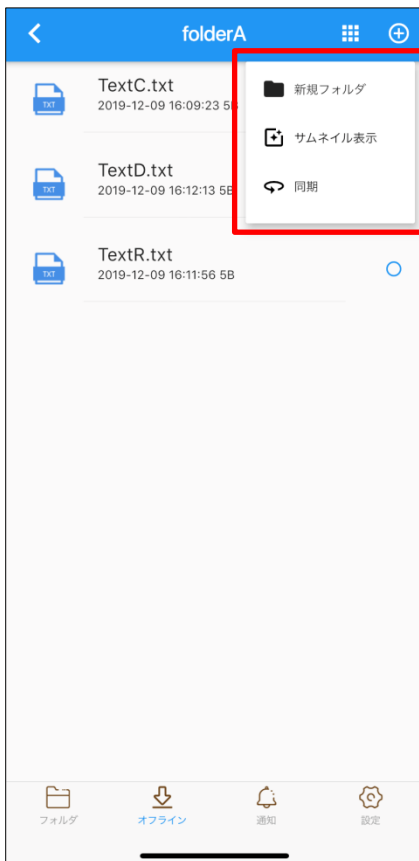 folderA
新規フォルダ
サムネイル表示
同期
TextC.txt
2019-12-09 16:09:23 5B
TextD.txt
2019-12-09 16:12:13 5B
TextR.txt
2019-12-09 16:11:56 5B
TXT
TXT
TXT
フォルダ
オフライン
通知
設定